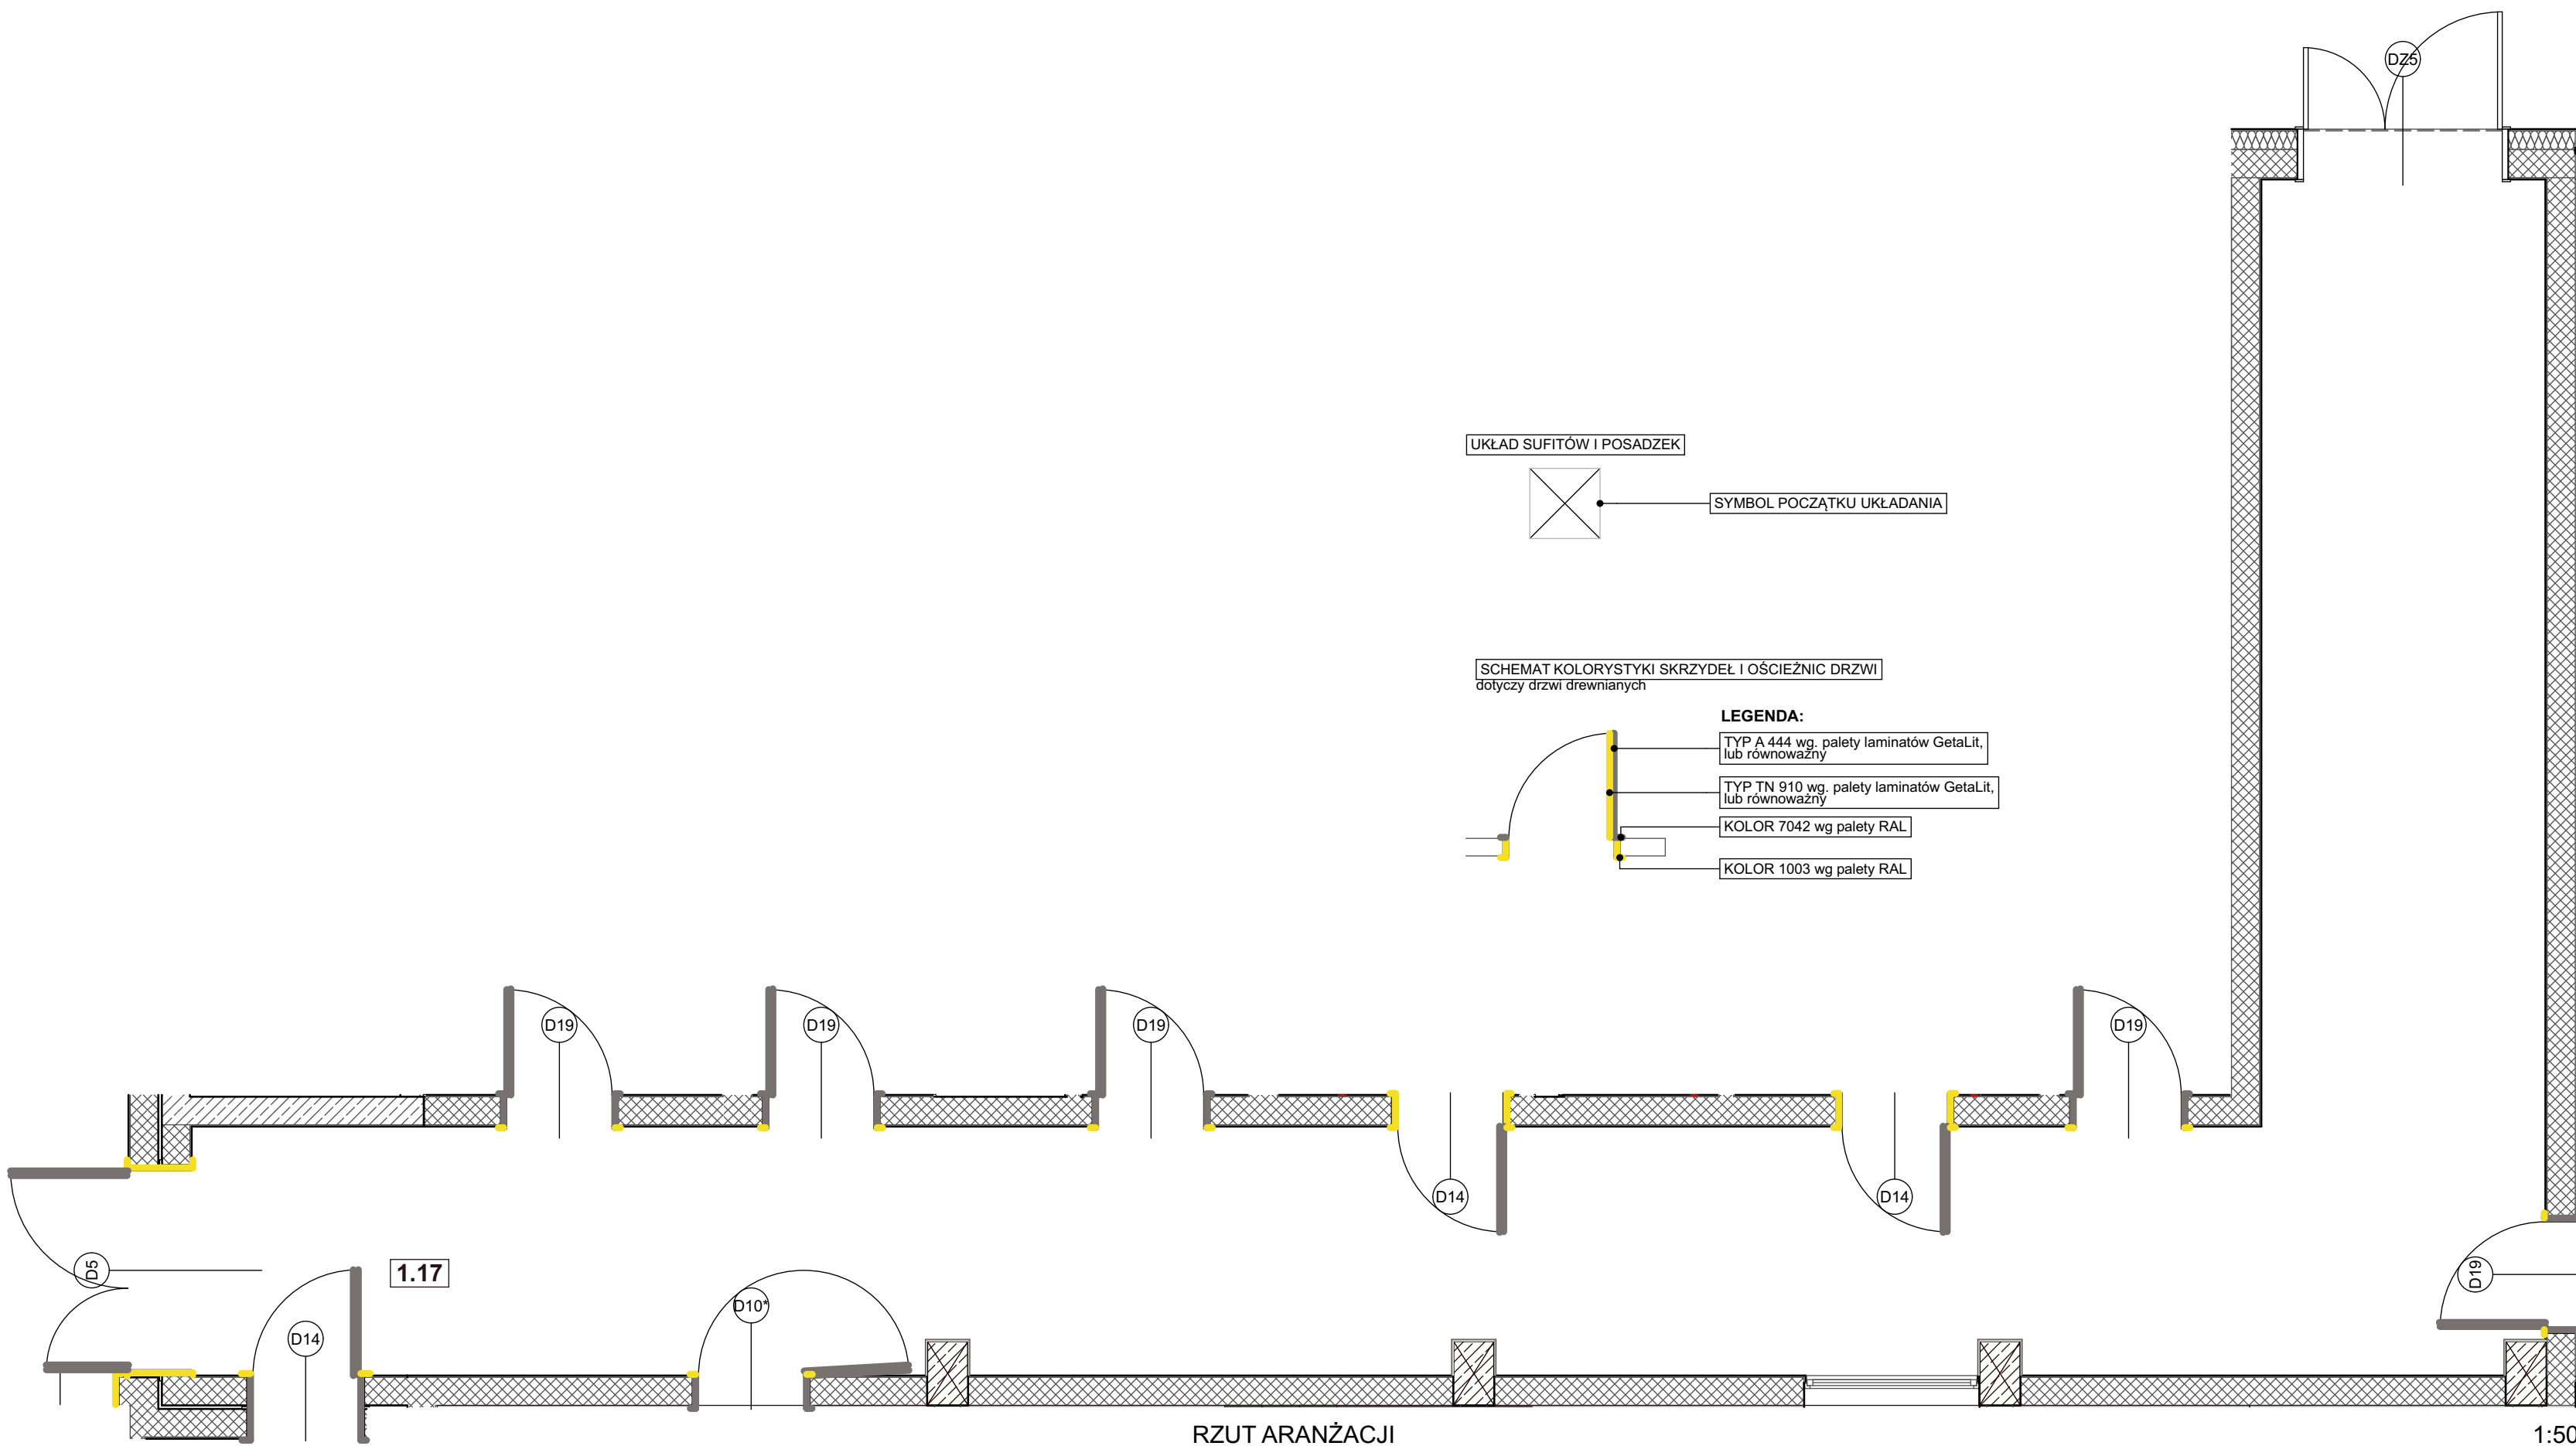 DZ5
UKŁAD SUFITÓW I POSADZEK
SYMBOL POCZĄTKU UKŁADANIA
SCHEMAT KOLORYSTYKI SKRZYDEŁ I OŚCIEŻNIC DRZWI
dotyczy drzwi drewnianych
LEGENDA:
TYP A 444 wg. palety laminatów GetaLit,
lub równoważny
TYP TN 910 wg. palety laminatów GetaLit,
lub równoważny
KOLOR 7042 wg palety RAL
KOLOR 1003 wg palety RAL
D19
D19
D19
D19
D14
D14
D5
1.17
D19
D10*
D14
RZUT ARANŻACJI
1:50